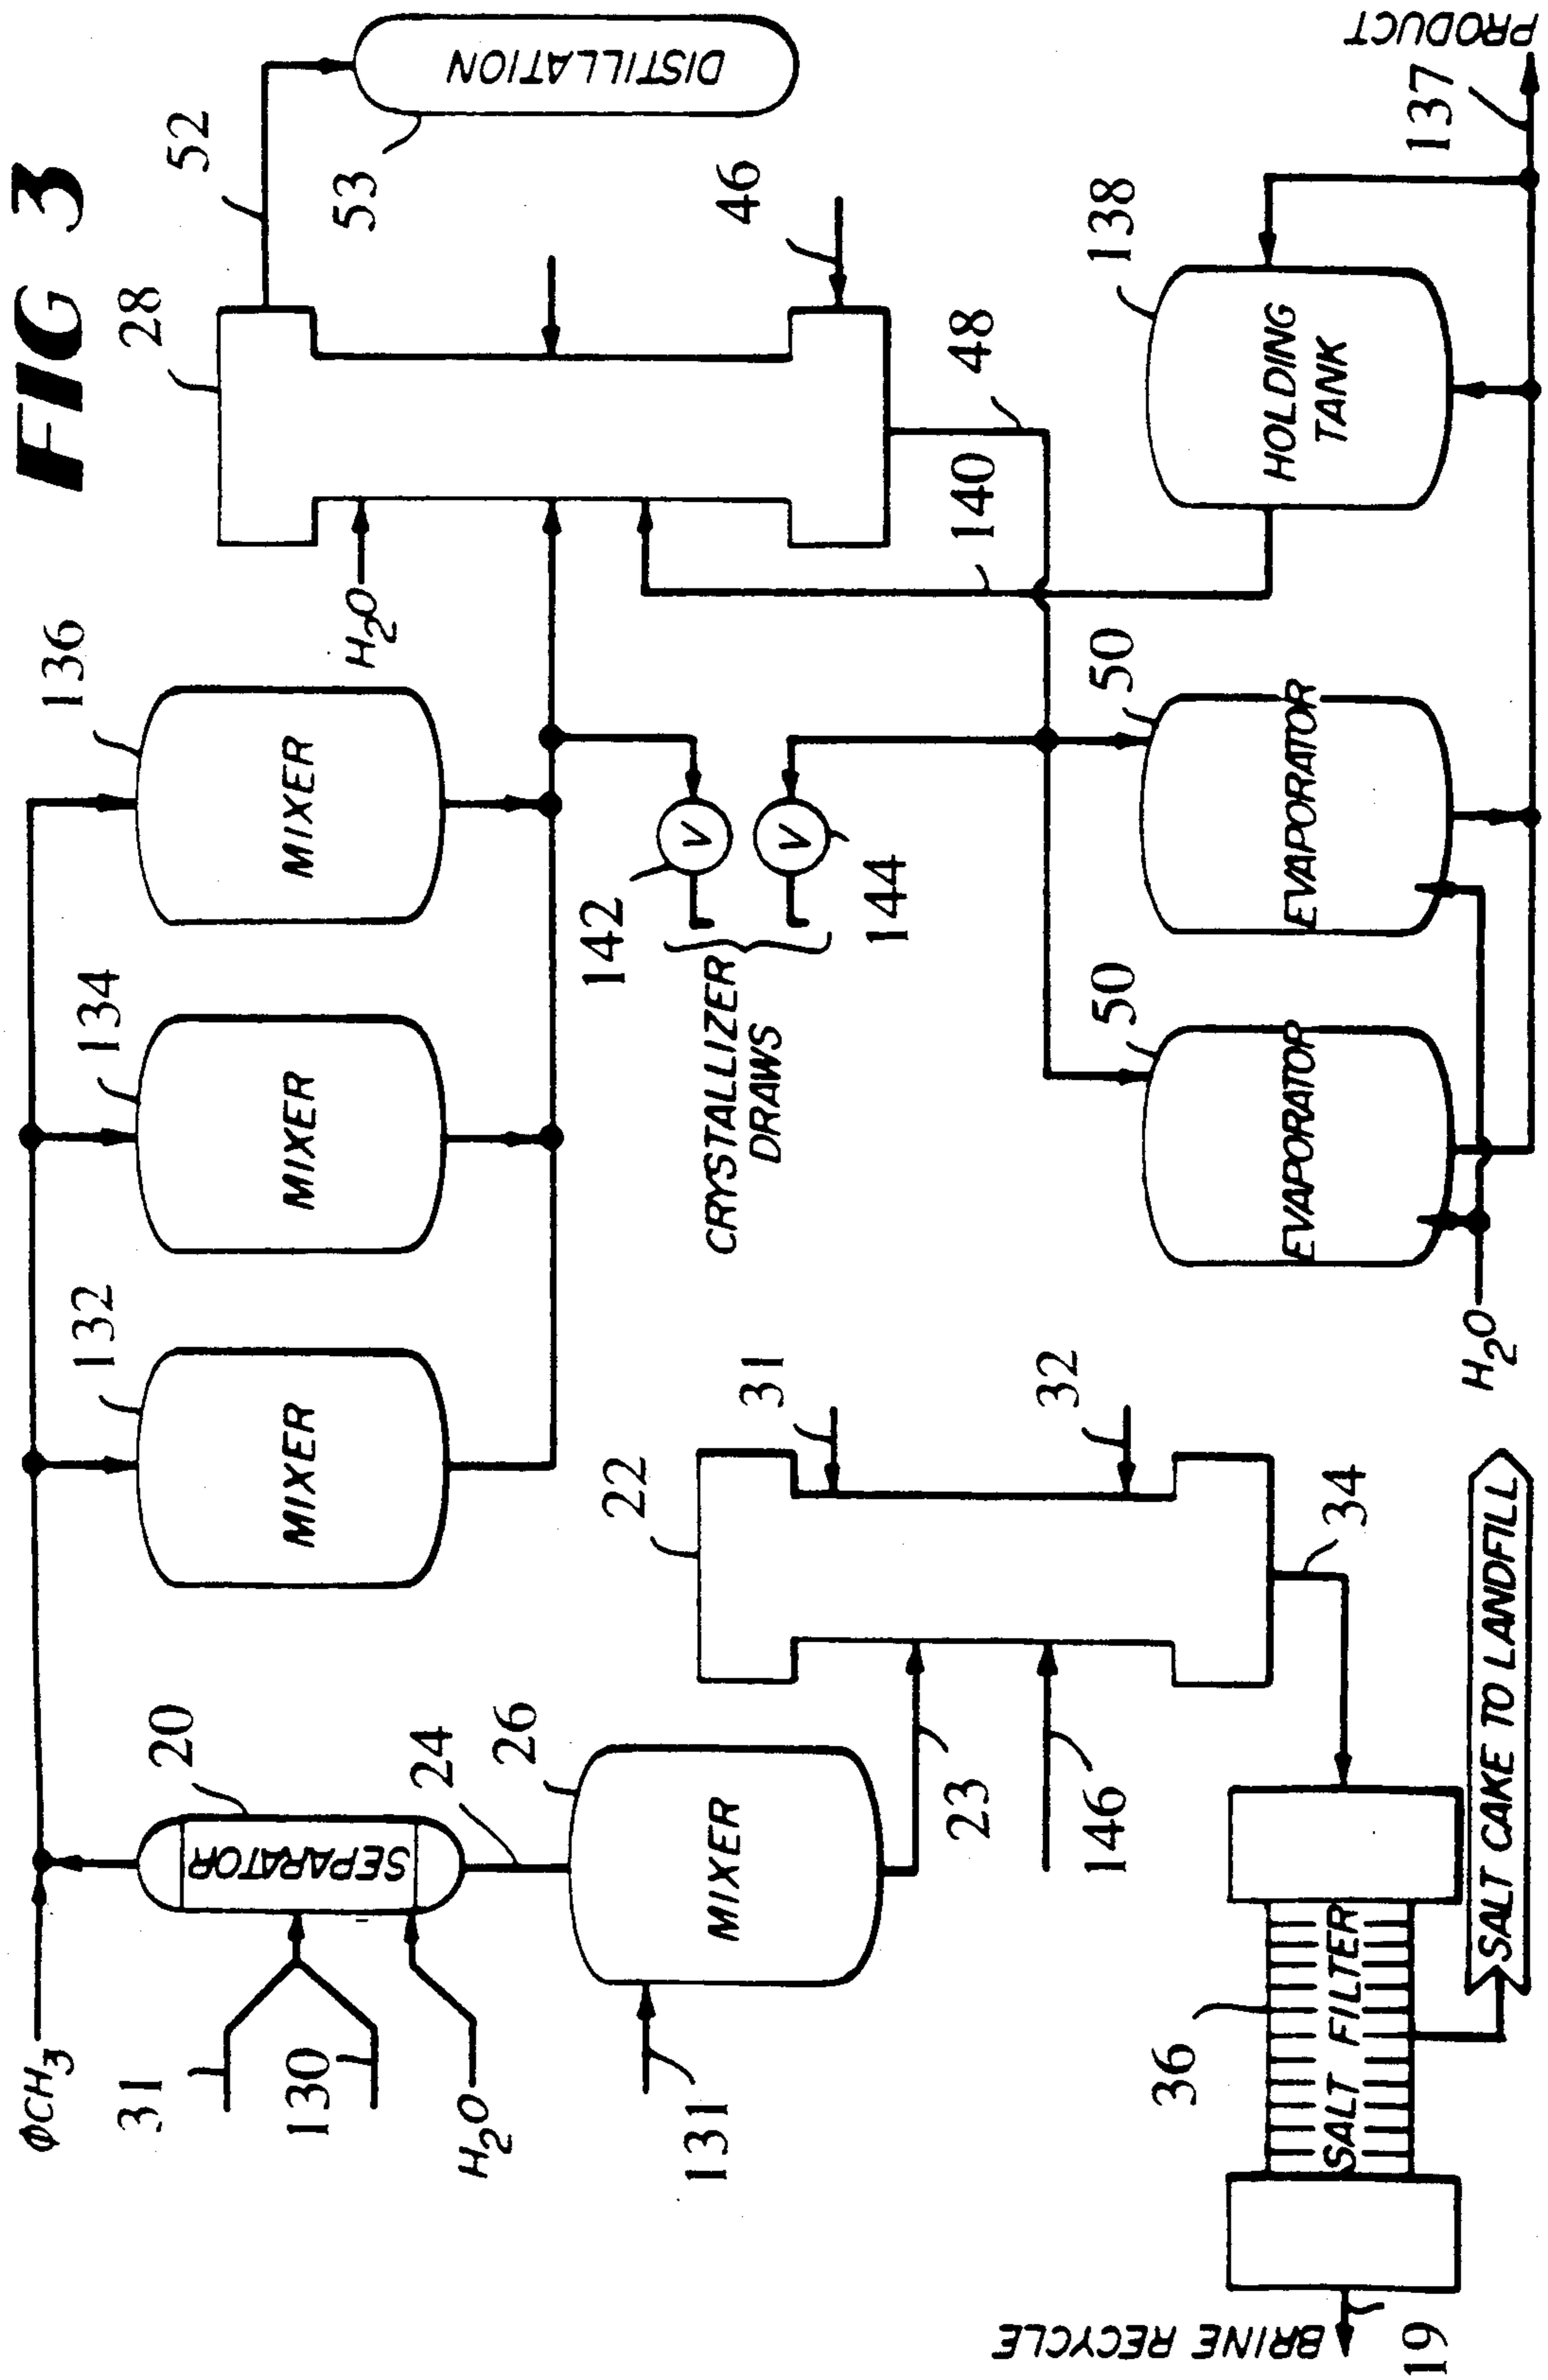 FIG 3
ΦCH3
31
130
H2O
20
SEPARATOR
24
26
MIXER
131
23
146
22
31
32
34
36
SALT FILTER
SALT CAKE TO LANDFILL
BRINE RECYCLE
19
132
MIXER
134
MIXER
136
MIXER
H2O
28
52
53
DISTILLATION
46
48
140
142
V
V
144
CRYSTALLIZER
DRAWS
50
EVAPORATOR
50
EVAPORATOR
H2O
138
HOLDING
TANK
137
PRODUCT